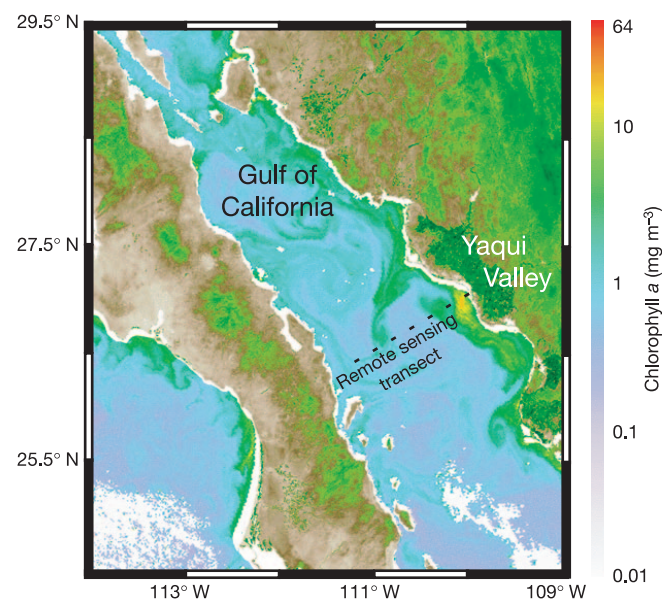 29.5° N
27.5° N
25.5° N
113° W
111° W
109° W
Gulf of
California
Yaqui
Valley
Remote sensing
transect
64
10
1
0.1
0.01
Chlorophyll a (mg m⁻³)